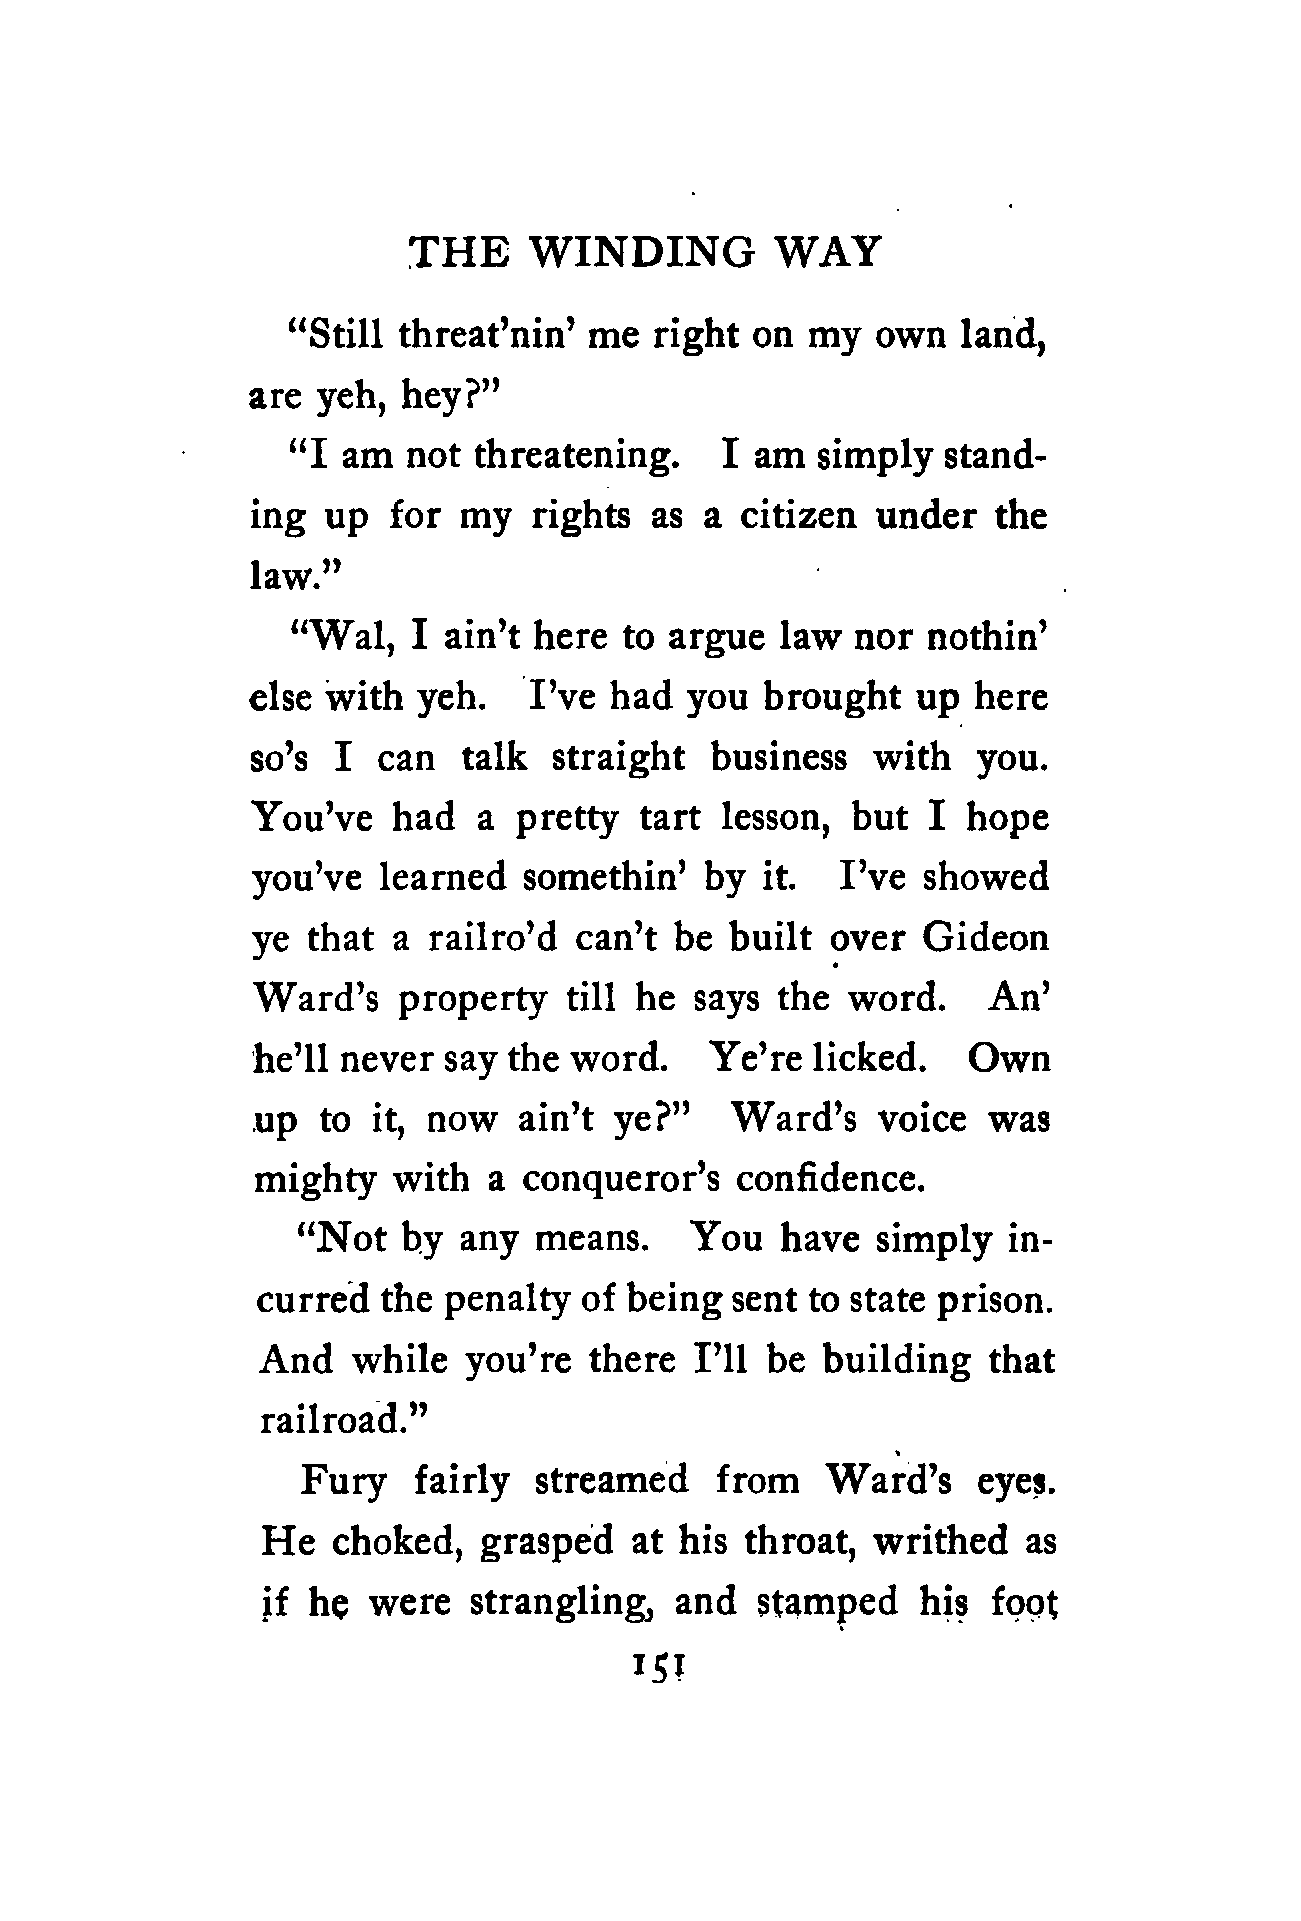 THE WINDING WAY
“Still threat’nin’ me right on my own land,
are yeh, hey?”
“I am not threatening. I am simply stand-
ing up for my rights as a citizen under the
law.”
“Wal, I ain’t here to argue law nor nothin’
else with yeh. I’ve had you brought up here
so’s I can talk straight business with you.
You’ve had a pretty tart lesson, but I hope
you’ve learned somethin’ by it. I’ve showed
ye that a railro’d can’t be built over Gideon
Ward’s property till he says the word. An’
he’ll never say the word. Ye’re licked. Own
up to it, now ain’t ye?” Ward’s voice was
mighty with a conqueror’s confidence.
“Not by any means. You have simply in-
curred the penalty of being sent to state prison.
And while you’re there I’ll be building that
railroad.”
Fury fairly streamed from Ward’s eyes.
He choked, grasped at his throat, writhed as
if he were strangling, and stamped his foot
151